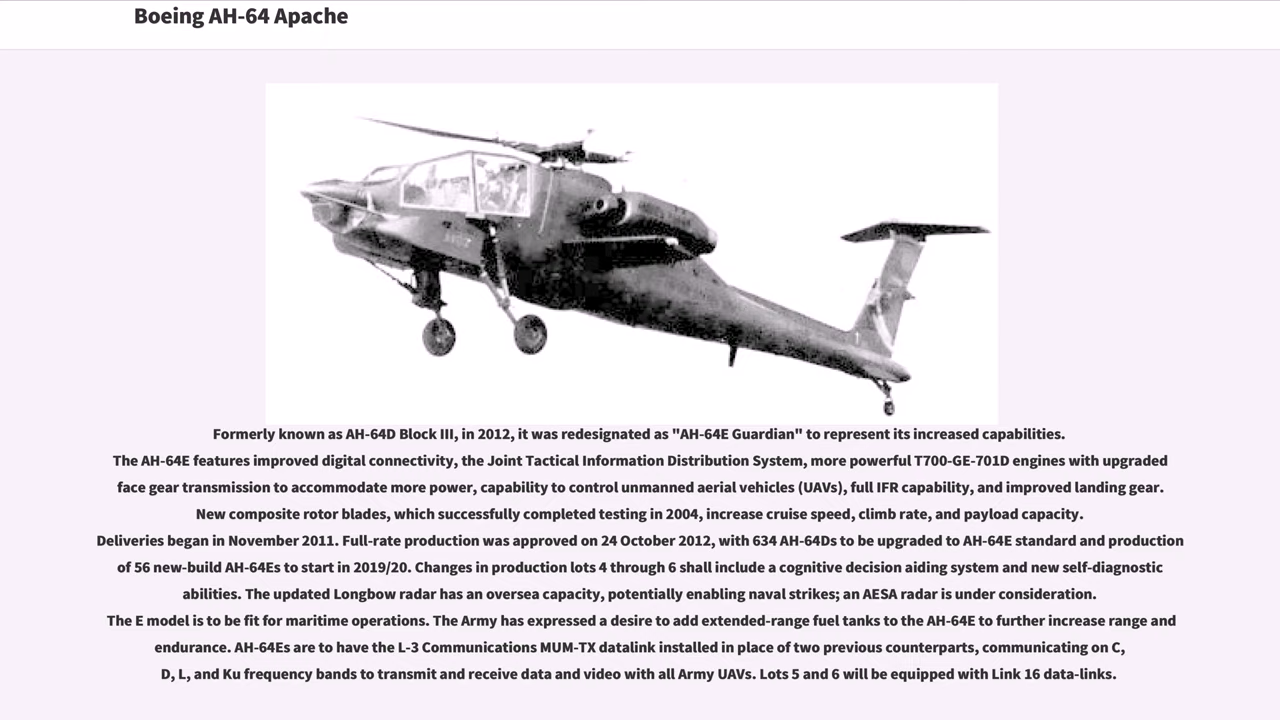 Boeing AH-64 Apache
Formerly known as AH-64D Block III, in 2012, it was redesignated as "AH-64E Guardian" to represent its increased capabilities.
The AH-64E features improved digital connectivity, the Joint Tactical Information Distribution System, more powerful T700-GE-701D engines with upgraded
face gear transmission to accommodate more power, capability to control unmanned aerial vehicles (UAVs), full IFR capability, and improved landing gear.
New composite rotor blades, which successfully completed testing in 2004, increase cruise speed, climb rate, and payload capacity.
Deliveries began in November 2011. Full-rate production was approved on 24 October 2012, with 634 AH-64Ds to be upgraded to AH-64E standard and production
of 56 new-build AH-64Es to start in 2019/20. Changes in production lots 4 through 6 shall include a cognitive decision aiding system and new self-diagnostic
abilities. The updated Longbow radar has an oversea capacity, potentially enabling naval strikes; an AESA radar is under consideration.
The E model is to be fit for maritime operations. The Army has expressed a desire to add extended-range fuel tanks to the AH-64E to further increase range and
endurance. AH-64Es are to have the L-3 Communications MUM-TX datalink installed in place of two previous counterparts, communicating on C,
D, L, and Ku frequency bands to transmit and receive data and video with all Army UAVs. Lots 5 and 6 will be equipped with Link 16 data-links.